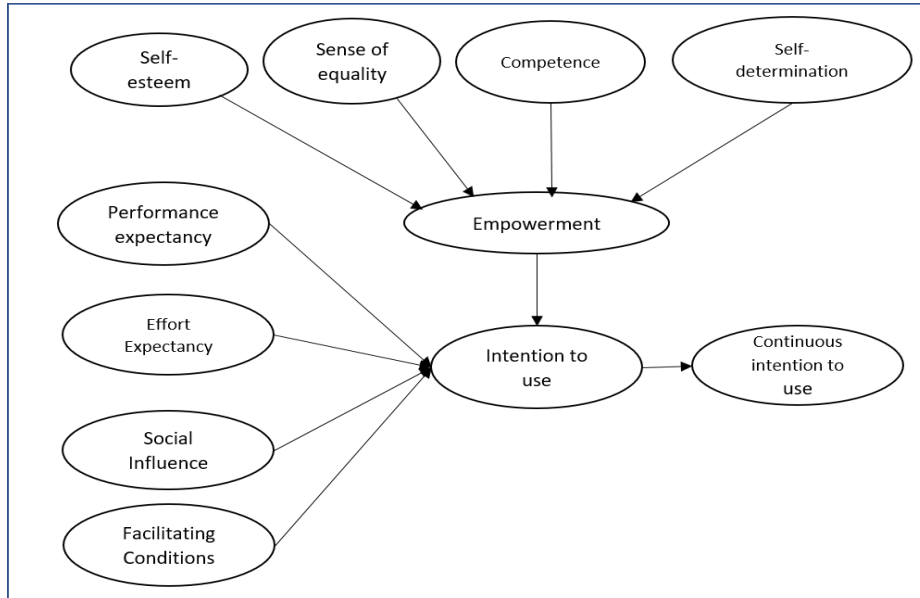 Self-
esteem
Sense of
equality
Competence
Self-
determination
Performance
expectancy
Empowerment
Effort
Expectancy
Intention to
use
Continuous
intention to
use
Social
Influence
Facilitating
Conditions